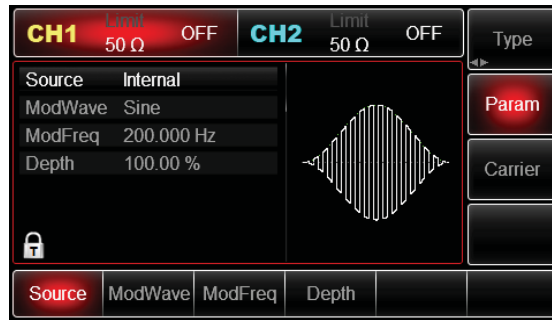 CH1 Limit 50 Ω OFF CH2 Limit 50 Ω OFF
Type
Source Internal
ModWave Sine
ModFreq 200.000 Hz
Depth 100.00 %
Param
Carrier
T
Source ModWave ModFreq Depth